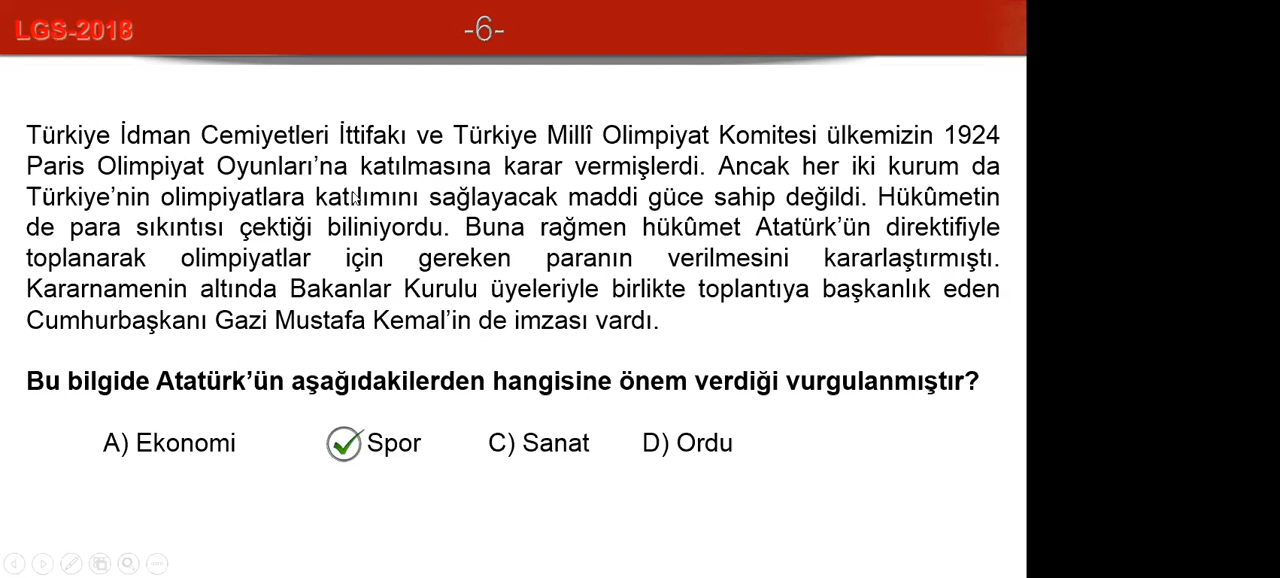 LGS-2018
-6-
Türkiye İdman Cemiyetleri İttifakı ve Türkiye Millî Olimpiyat Komitesi ülkemizin 1924
Paris Olimpiyat Oyunları’na katılmasına karar vermişlerdi. Ancak her iki kurum da
Türkiye’nin olimpiyatlara katılımını sağlayacak maddi güce sahip değildi. Hükûmetin
de para sıkıntısı çektiği biliniyordu. Buna rağmen hükûmet Atatürk’ün direktifiyle
toplanarak olimpiyatlar için gereken paranın verilmesini kararlaştırmıştı.
Kararnamenin altında Bakanlar Kurulu üyeleriyle birlikte toplantıya başkanlık eden
Cumhurbaşkanı Gazi Mustafa Kemal’in de imzası vardı.
Bu bilgide Atatürk’ün aşağıdakilerden hangisine önem verdiği vurgulanmıştır?
A) Ekonomi Spor C) Sanat D) Ordu